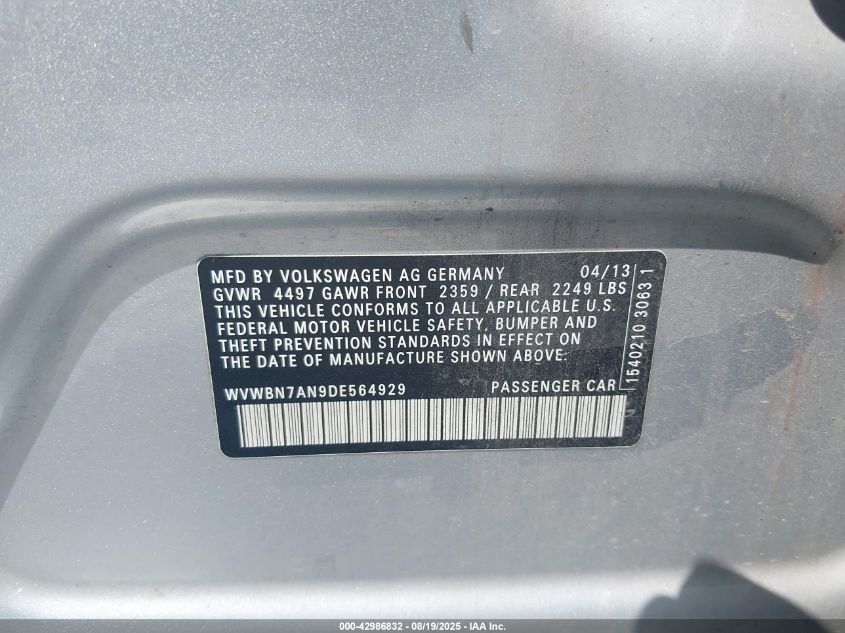 MFD BY VOLKSWAGEN AG GERMANY 04/13
GVWR 4497 GAWR FRONT 2359 / REAR 2249 LBS
THIS VEHICLE CONFORMS TO ALL APPLICABLE U.S.
FEDERAL MOTOR VEHICLE SAFETY, BUMPER AND
THEFT PREVENTION STANDARDS IN EFFECT ON
THE DATE OF MANUFACTURE SHOWN ABOVE:
WVWBN7AN9DE564929 PASSENGER CAR
1540210 3063 1
000-42986832 - 08/19/2025 - IAA Inc.